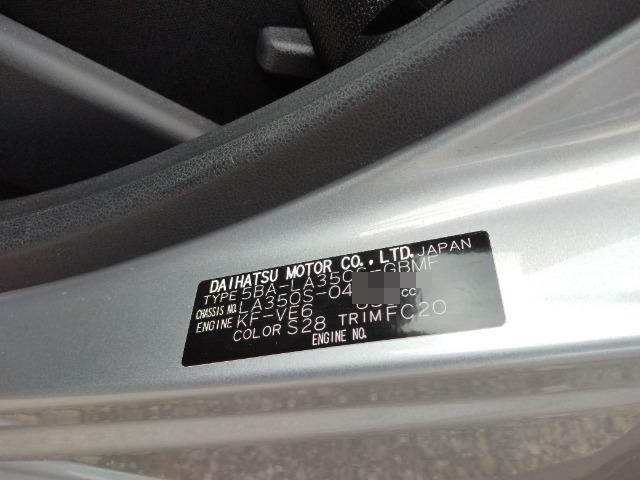 DAIHATSU MOTOR CO., LTD. JAPAN
TYPE 5BA-LA350S-GBMF
CHASSIS NO. LA350S-04
ENGINE KF-VE6 cc
COLOR S28 TRIM FC20
ENGINE NO.